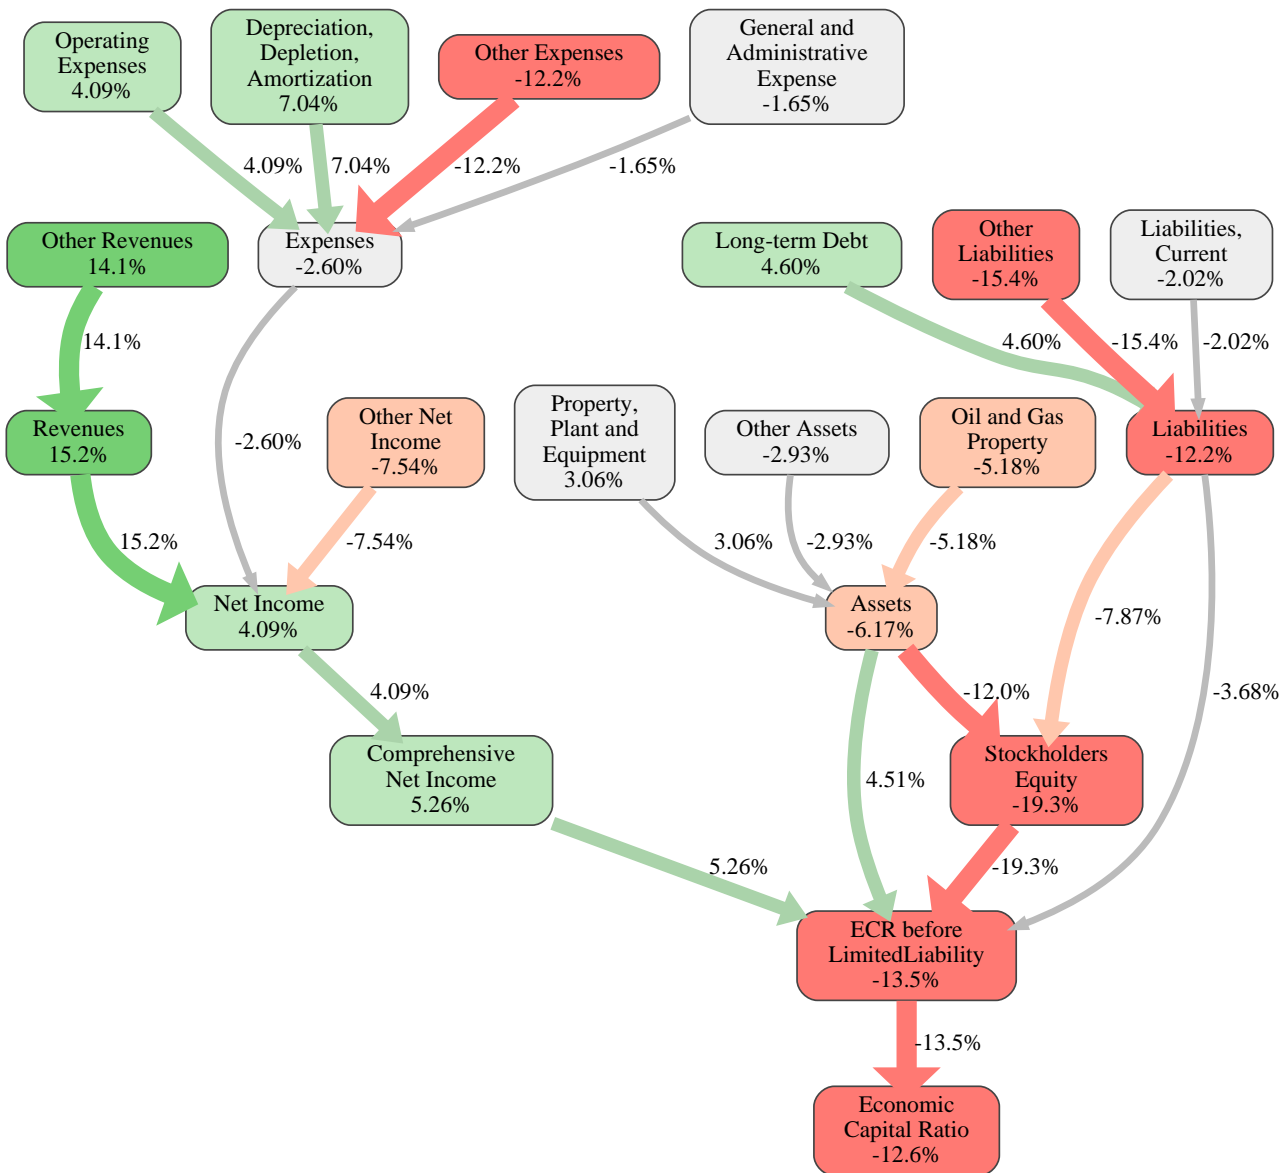 Operating
Expenses
4.09%
Depreciation,
Depletion,
Amortization
7.04%
Other Expenses
-12.2%
General and
Administrative
Expense
-1.65%
4.09%
7.04%
-12.2%
-1.65%
Other Revenues
14.1%
Expenses
-2.60%
Long-term Debt
4.60%
Other
Liabilities
-15.4%
Liabilities,
Current
-2.02%
14.1%
4.60%
-15.4%
-2.02%
Revenues
15.2%
-2.60%
Other Net
Income
-7.54%
Property,
Plant and
Equipment
3.06%
Other Assets
-2.93%
Oil and Gas
Property
-5.18%
Liabilities
-12.2%
15.2%
-7.54%
3.06%
-2.93%
-5.18%
-7.87%
-3.68%
Net Income
4.09%
Assets
-6.17%
4.09%
-12.0%
4.51%
Comprehensive
Net Income
5.26%
Stockholders
Equity
-19.3%
5.26%
-19.3%
ECR before
LimitedLiability
-13.5%
-13.5%
Economic
Capital Ratio
-12.6%